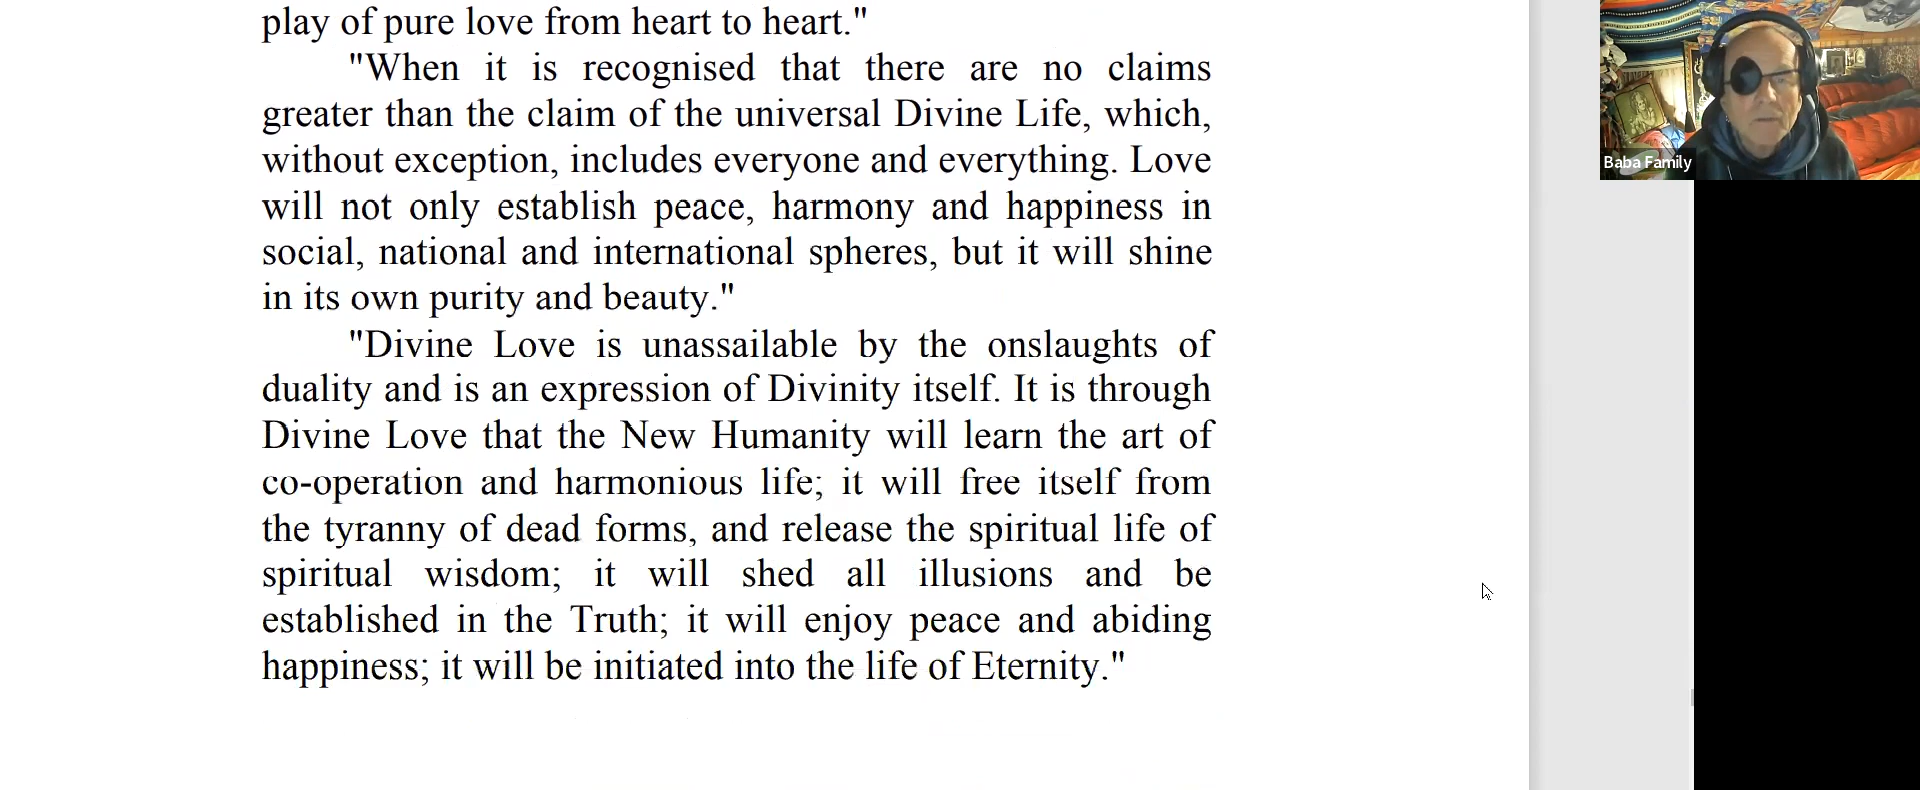 play of pure love from heart to heart."
"When it is recognised that there are no claims
greater than the claim of the universal Divine Life, which,
without exception, includes everyone and everything. Love
will not only establish peace, harmony and happiness in
social, national and international spheres, but it will shine
in its own purity and beauty."
"Divine Love is unassailable by the onslaughts of
duality and is an expression of Divinity itself. It is through
Divine Love that the New Humanity will learn the art of
co-operation and harmonious life; it will free itself from
the tyranny of dead forms, and release the spiritual life of
spiritual wisdom; it will shed all illusions and be
established in the Truth; it will enjoy peace and abiding
happiness; it will be initiated into the life of Eternity."
Baba Family